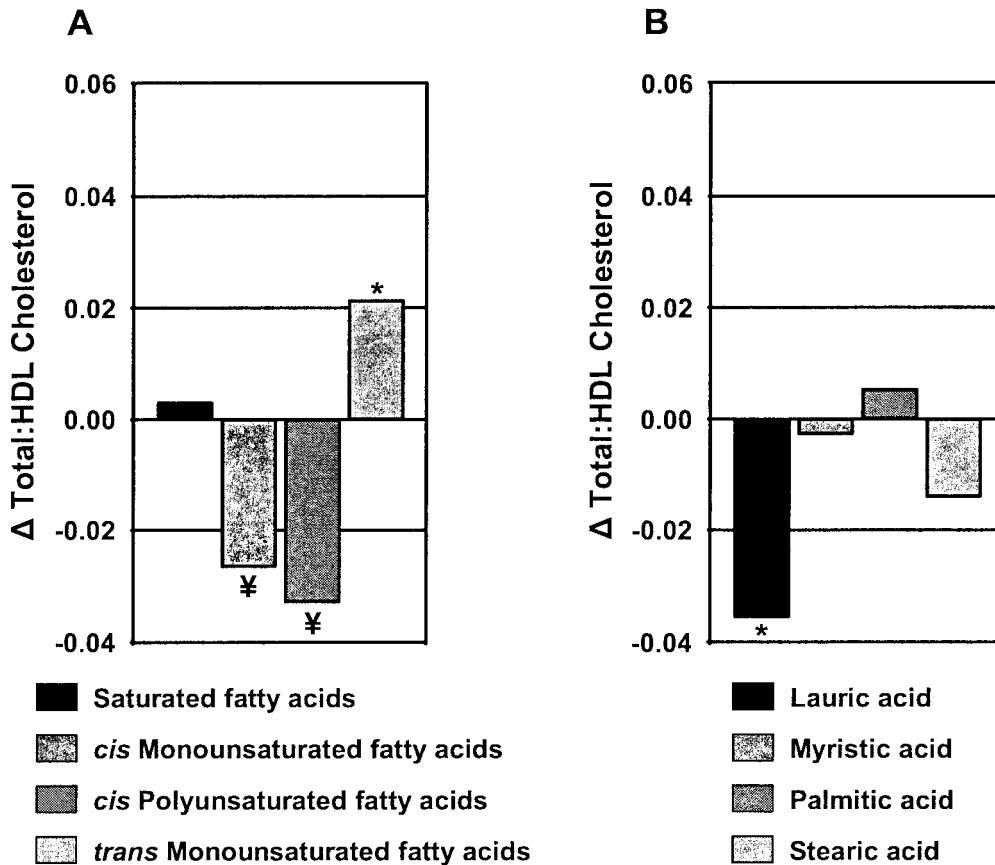 A
Δ Total:HDL Cholesterol
0.06
0.04
0.02
0.00
-0.02
-0.04
*
¥
¥
Saturated fatty acids
cis Monounsaturated fatty acids
cis Polyunsaturated fatty acids
trans Monounsaturated fatty acids
B
Δ Total:HDL Cholesterol
0.06
0.04
0.02
0.00
-0.02
-0.04
*
Lauric acid
Myristic acid
Palmitic acid
Stearic acid